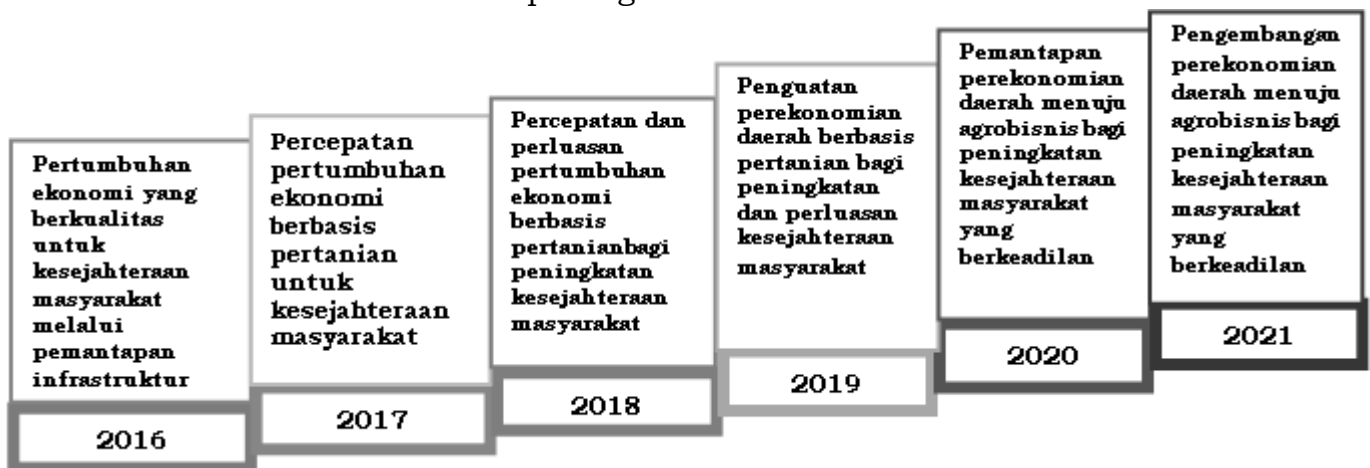 Pertumbuhan
ekonomi yang
berkualitas
untuk
kesejahteraan
masyarakat
melalui
pemantapan
infrastruktur
2016
Percepatan
pertumbuhan
ekonomi
berbasis
pertanian
untuk
kesejahteraan
masyarakat
2017
Percepatan dan
perluasan
pertumbuhan
ekonomi
berbasis
pertanianbagi
peningkatan
kesejahteraan
masyarakat
2018
Penguatan
perekonomian
daerah berbasis
pertanian bagi
peningkatan
dan perluasan
kesejahteraan
masyarakat
2019
Pemantapan
perekonomian
daerah menuju
agrobisnis bagi
peningkatan
kesejahteraan
masyarakat
yang
berkeadilan
2020
Pengembangan
perekonomian
daerah menuju
agrobisnis bagi
peningkatan
kesejahteraan
masyarakat
yang
berkeadilan
2021